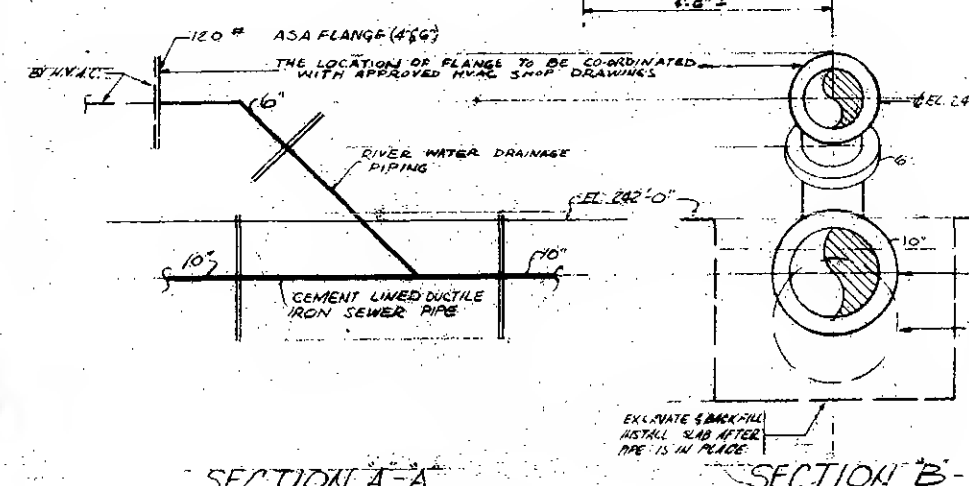 120 # ASA FLANGE (4"&6")
THE LOCATION OF FLANGE TO BE CO-ORDINATED
WITH APPROVED HVAC SHOP DRAWINGS
BY H.V.A.C.
6"
RIVER WATER DRAINAGE
PIPING
EL. 242'-0"
10"
10"
CEMENT LINED DUCTILE
IRON SEWER PIPE
SECTION "A-A
EL. 24
6"
10"
EXCAVATE & BACKFILL
INSTALL SLAB AFTER
PIPE IS IN PLACE
SECTION "B-